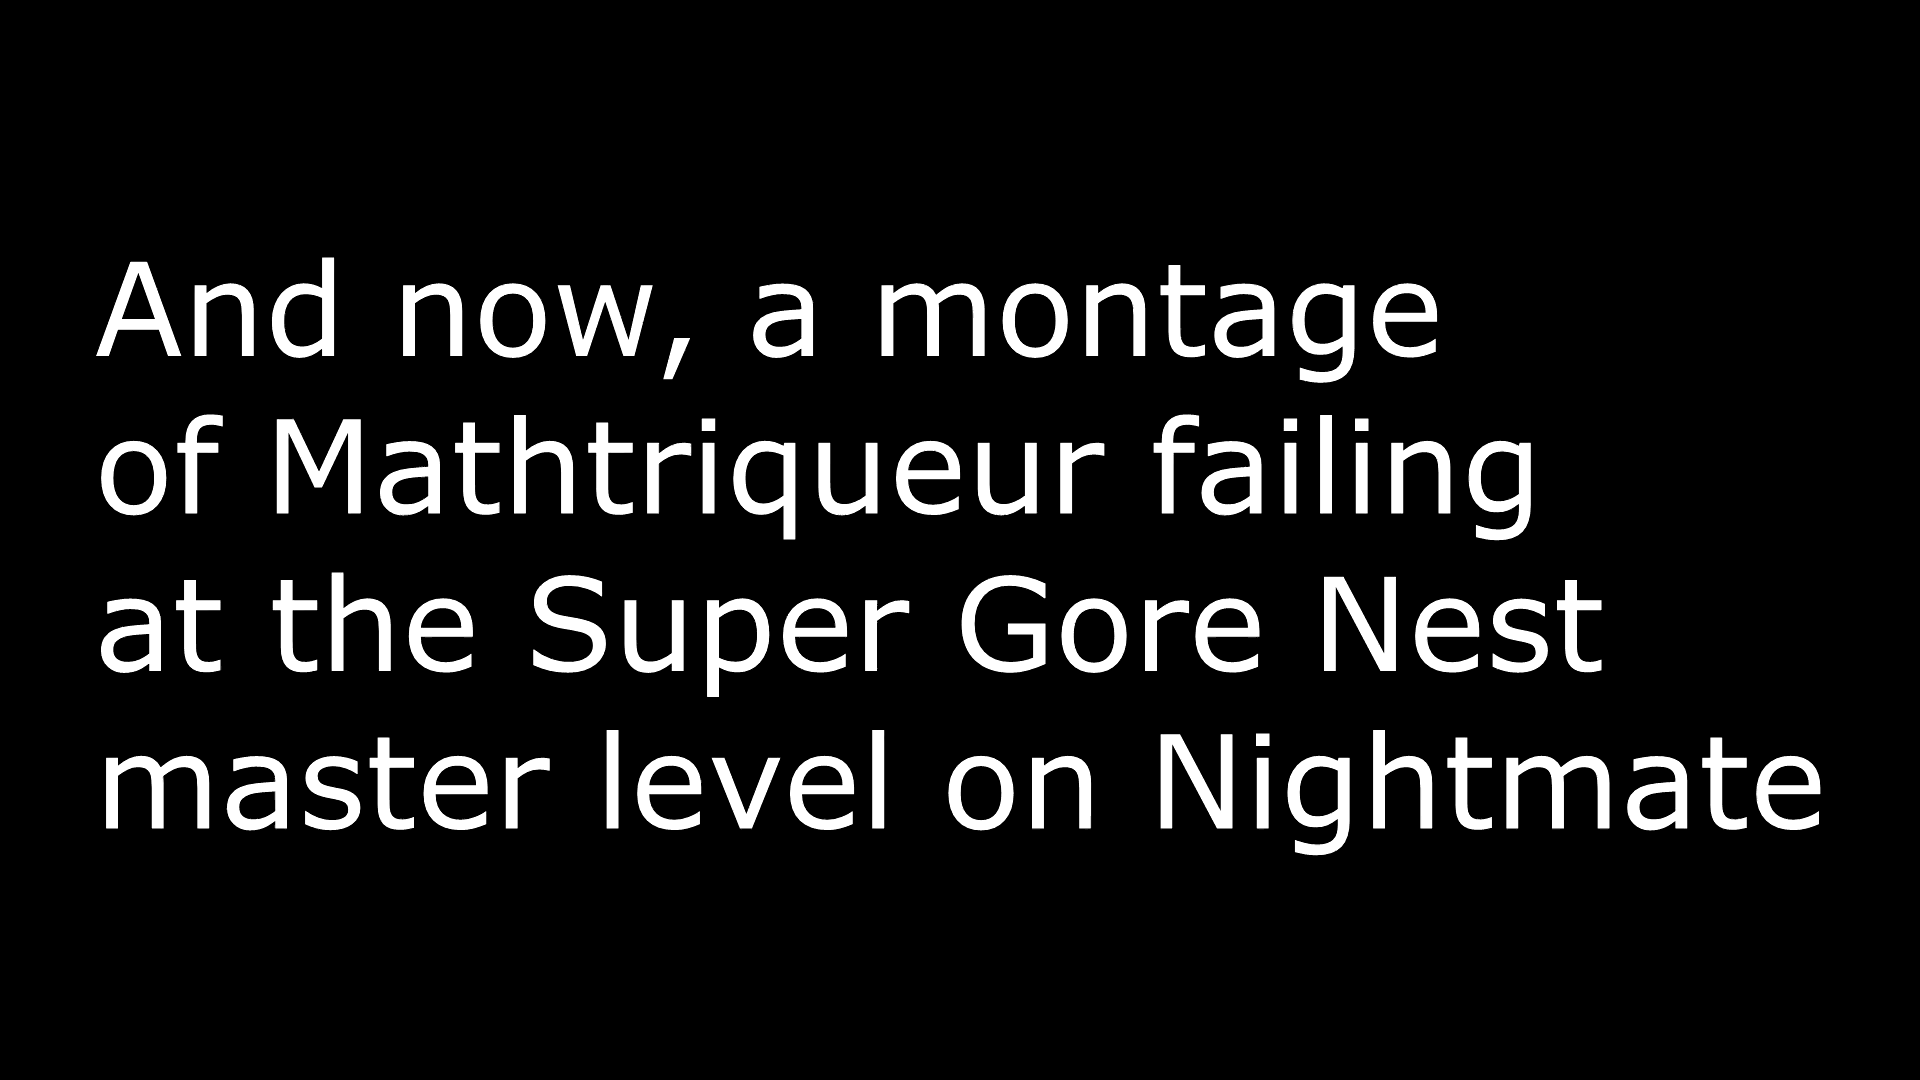 And now, a montage
of Mathtriqueur failing
at the Super Gore Nest
master level on Nightmate